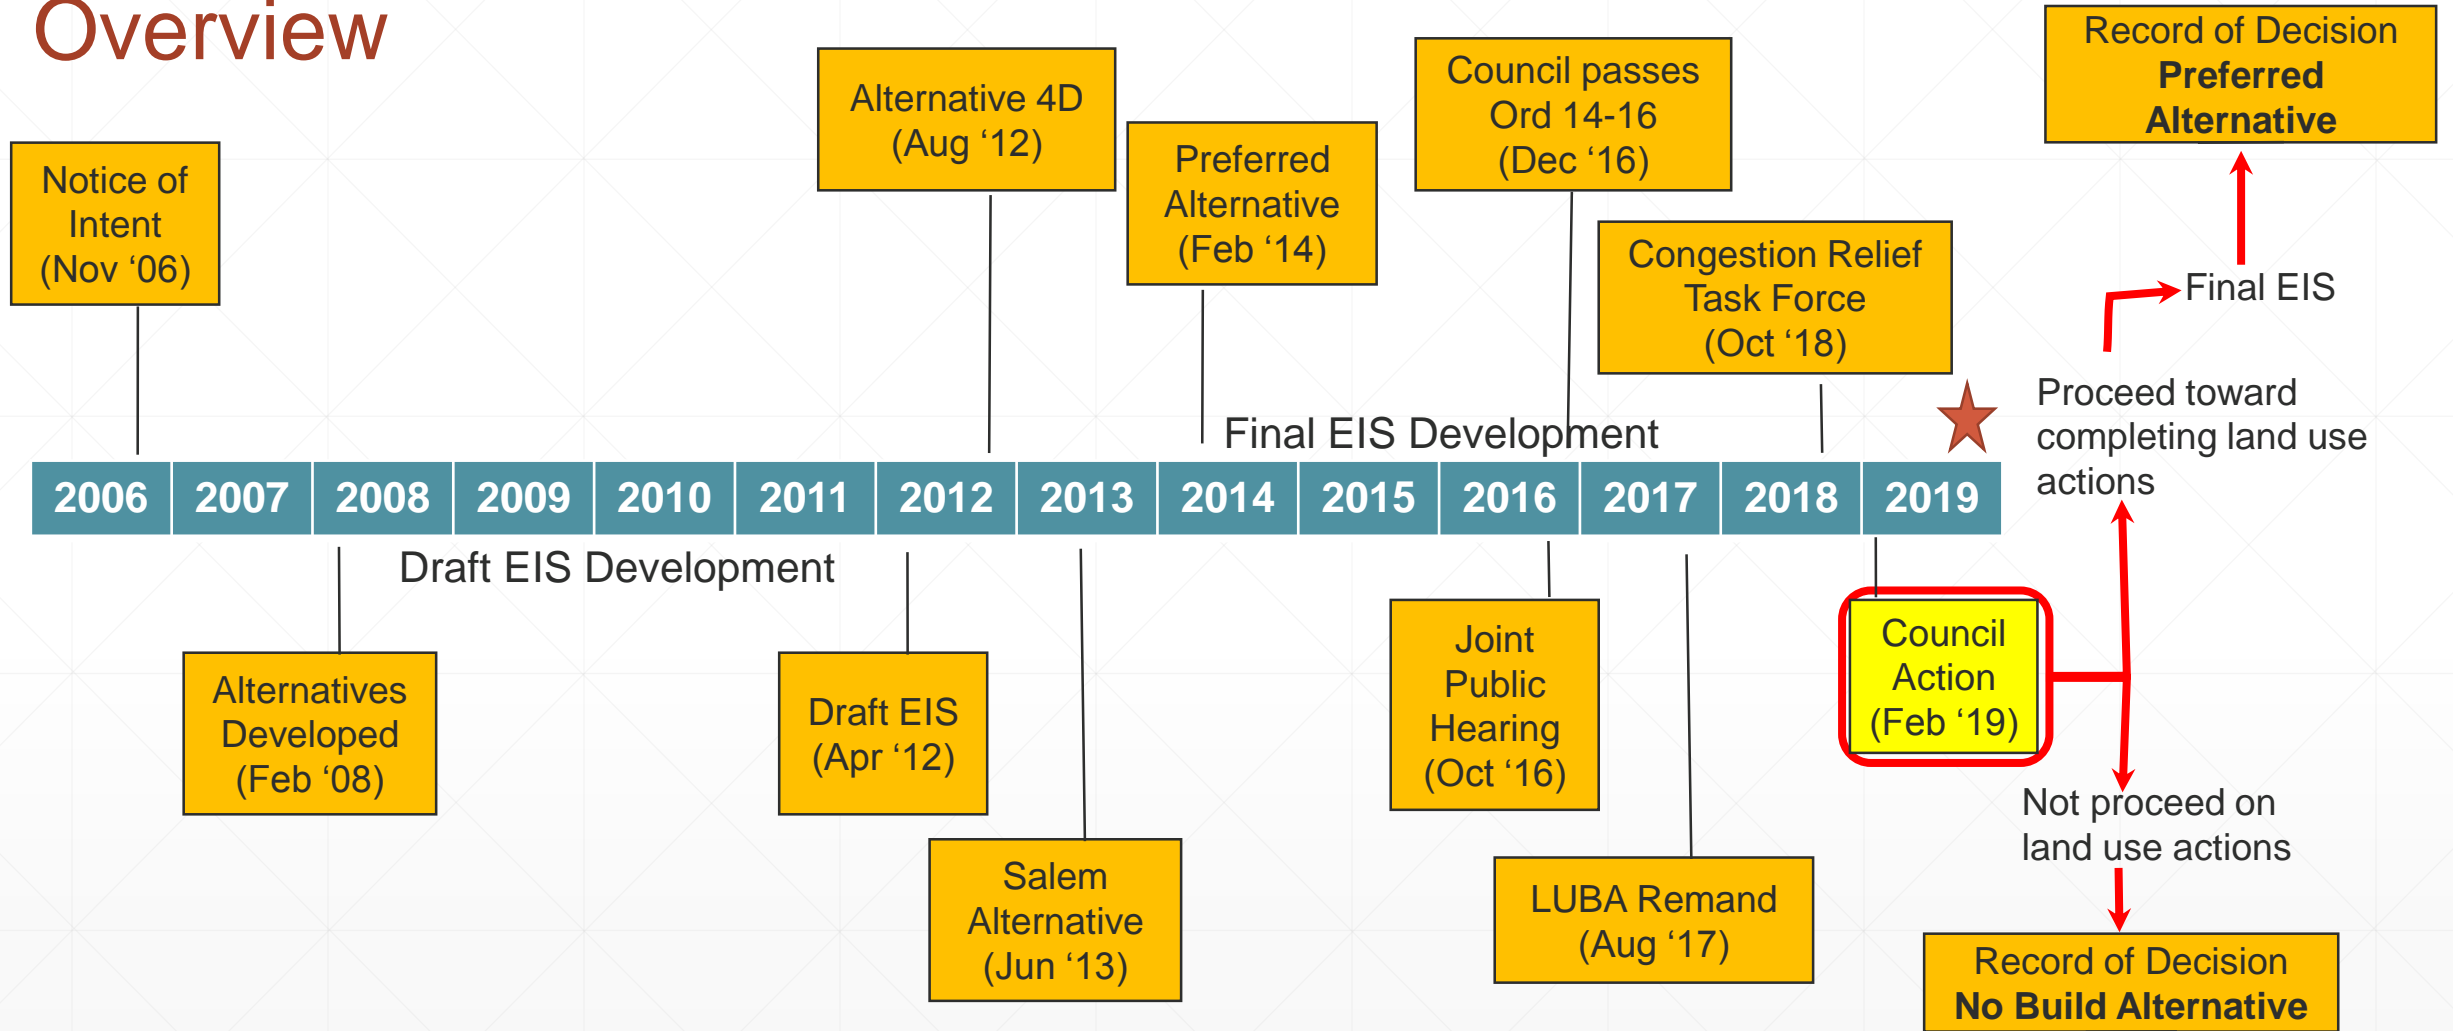 Overview
Notice of
Intent
(Nov ‘06)
Alternative 4D
(Aug ‘12)
Preferred
Alternative
(Feb ‘14)
Council passes
Ord 14-16
(Dec ‘16)
Congestion Relief
Task Force
(Oct ‘18)
Record of Decision
Preferred
Alternative
Final EIS
Proceed toward
completing land use
actions
Final EIS Development
2006 2007 2008 2009 2010 2011 2012 2013 2014 2015 2016 2017 2018 2019
Draft EIS Development
Alternatives
Developed
(Feb ‘08)
Draft EIS
(Apr ‘12)
Salem
Alternative
(Jun ‘13)
Joint
Public
Hearing
(Oct ‘16)
LUBA Remand
(Aug ‘17)
Council
Action
(Feb ‘19)
Not proceed on
land use actions
Record of Decision
No Build Alternative